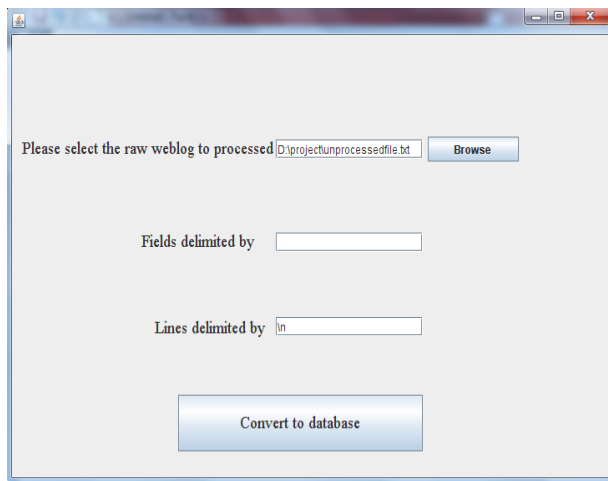 Please select the raw weblog to processed D:\project\unprocessedfile.txt Browse
Fields delimited by
Lines delimited by \n
Convert to database